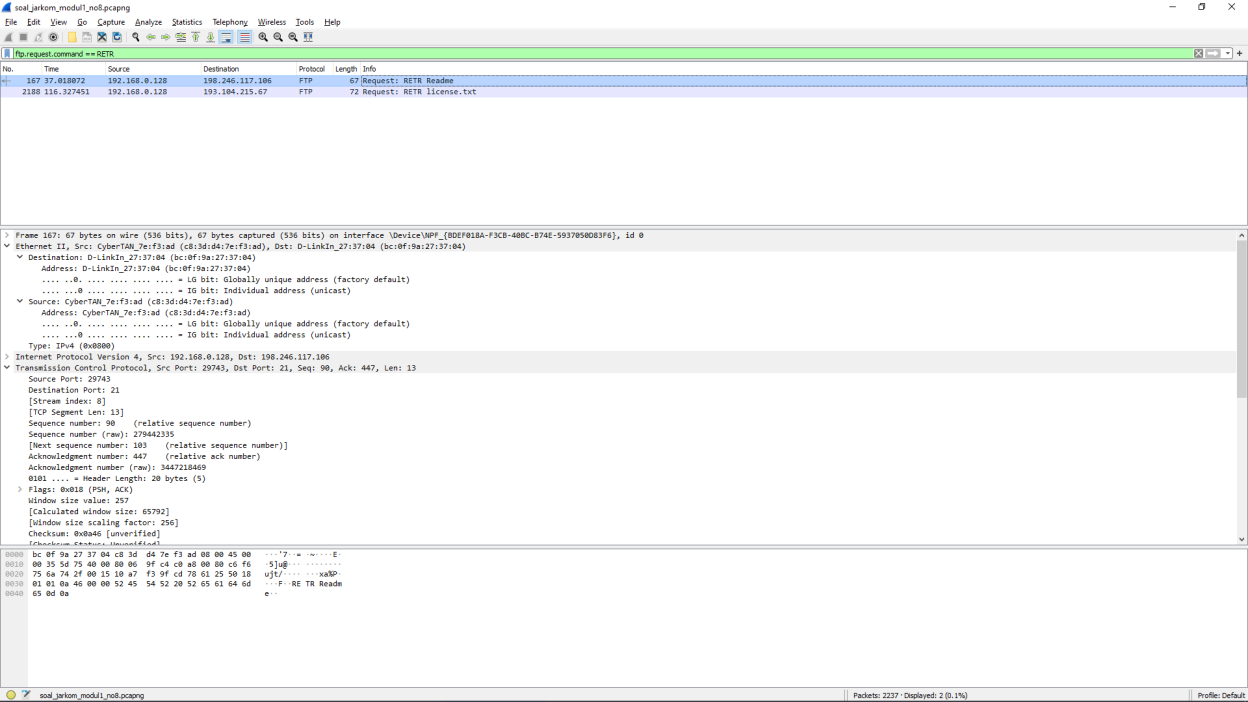 soal_jarkom_modul1_no8.pcapng
File Edit View Go Capture Analyze Statistics Telephony Wireless Tools Help
ftp.request.command == RETR
No. Time Source Destination Protocol Length Info
167 37.018072 192.168.0.128 198.246.117.106 FTP 67 Request: RETR Readme
2188 116.327451 192.168.0.128 193.104.215.67 FTP 72 Request: RETR license.txt
Frame 167: 67 bytes on wire (536 bits), 67 bytes captured (536 bits) on interface \Device\NPF_{BDEF018A-F3CB-40BC-B74E-5937050D83F6}, id 0
Ethernet II, Src: CyberTAN_7e:f3:ad (c8:3d:d4:7e:f3:ad), Dst: D-LinkIn_27:37:04 (bc:0f:9a:27:37:04)
Destination: D-LinkIn_27:37:04 (bc:0f:9a:27:37:04)
Address: D-LinkIn_27:37:04 (bc:0f:9a:27:37:04)
.... ..0. .... .... .... .... = LG bit: Globally unique address (factory default)
.... ...0 .... .... .... .... = IG bit: Individual address (unicast)
Source: CyberTAN_7e:f3:ad (c8:3d:d4:7e:f3:ad)
Address: CyberTAN_7e:f3:ad (c8:3d:d4:7e:f3:ad)
.... ..0. .... .... .... .... = LG bit: Globally unique address (factory default)
.... ...0 .... .... .... .... = IG bit: Individual address (unicast)
Type: IPv4 (0x0800)
Internet Protocol Version 4, Src: 192.168.0.128, Dst: 198.246.117.106
Transmission Control Protocol, Src Port: 29743, Dst Port: 21, Seq: 90, Ack: 447, Len: 13
Source Port: 29743
Destination Port: 21
[Stream index: 8]
[TCP Segment Len: 13]
Sequence number: 90 (relative sequence number)
Sequence number (raw): 279442335
[Next sequence number: 103 (relative sequence number)]
Acknowledgment number: 447 (relative ack number)
Acknowledgment number (raw): 3447218469
0101 .... = Header Length: 20 bytes (5)
Flags: 0x018 (PSH, ACK)
Window size value: 257
[Calculated window size: 65792]
[Window size scaling factor: 256]
Checksum: 0x0a46 [unverified]
[Checksum Status: Unverified]
0000 bc 0f 9a 27 37 04 c8 3d d4 7e f3 ad 08 00 45 00 ···'7··= ·~····E·
0010 00 35 5d 75 40 00 80 06 9f c4 c0 a8 00 80 c6 f6 ·5]u@··· ········
0020 75 6a 74 2f 00 15 10 a7 f3 9f cd 78 61 25 50 18 ujt/···· ···xa%P·
0030 01 01 0a 46 00 00 52 45 54 52 20 52 65 61 64 6d ···F··RE TR Readm
0040 65 0d 0a e··
soal_jarkom_modul1_no8.pcapng Packets: 2237 · Displayed: 2 (0.1%) Profile: Default